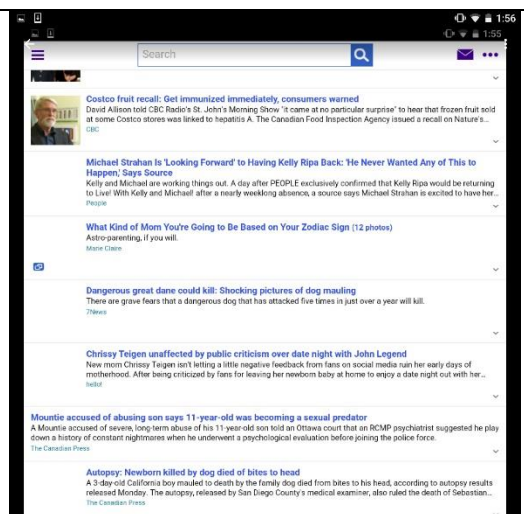 1:56
1:55
Search
Costco fruit recall: Get immunized immediately, consumers warned
David Allison told CBC Radio's St. John's Morning Show "it came at no particular surprise" to hear that frozen fruit sold
at some Costco stores was linked to hepatitis A. The Canadian Food Inspection Agency issued a recall on Nature's...
CBC
Michael Strahan Is 'Looking Forward' to Having Kelly Ripa Back: 'He Never Wanted Any of This to
Happen,' Says Source
Kelly and Michael are working things out. A day after PEOPLE exclusively confirmed that Kelly Ripa would be returning
to Live! With Kelly and Michael! after a nearly weeklong absence, a source says Michael Strahan is excited to have her...
People
What Kind of Mom You're Going to Be Based on Your Zodiac Sign (12 photos)
Astro-parenting, if you will.
Marie Claire
Dangerous great dane could kill: Shocking pictures of dog mauling
There are grave fears that a dangerous dog that has attacked five times in just over a year will kill.
7News
Chrissy Teigen unaffected by public criticism over date night with John Legend
New mom Chrissy Teigen isn't letting a little negative feedback from fans on social media ruin her early days of
motherhood. After being criticized by fans for leaving her newborn baby at home to enjoy a date night out with her...
hello!
Mountie accused of abusing son says 11-year-old was becoming a sexual predator
A Mountie accused of severe, long-term abuse of his 11-year-old son told an Ottawa court that an RCMP psychiatrist suggested he play
down a history of constant nightmares when he underwent a psychological evaluation before joining the police force.
The Canadian Press
Autopsy: Newborn killed by dog died of bites to head
A 3-day-old California boy mauled to death by the family dog died from bites to his head, according to autopsy results
released Monday. The autopsy, released by San Diego County's medical examiner, also ruled the death of Sebastian...
The Canadian Press